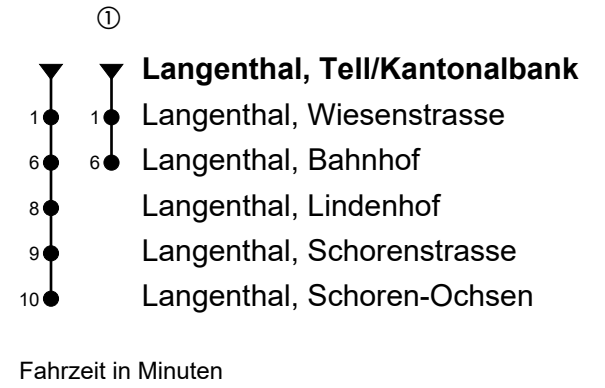 ①
Langenthal, Tell/Kantonalbank
1 1 Langenthal, Wiesenstrasse
6 6 Langenthal, Bahnhof
8 Langenthal, Lindenhof
9 Langenthal, Schorenstrasse
10 Langenthal, Schoren-Ochsen
Fahrzeit in Minuten